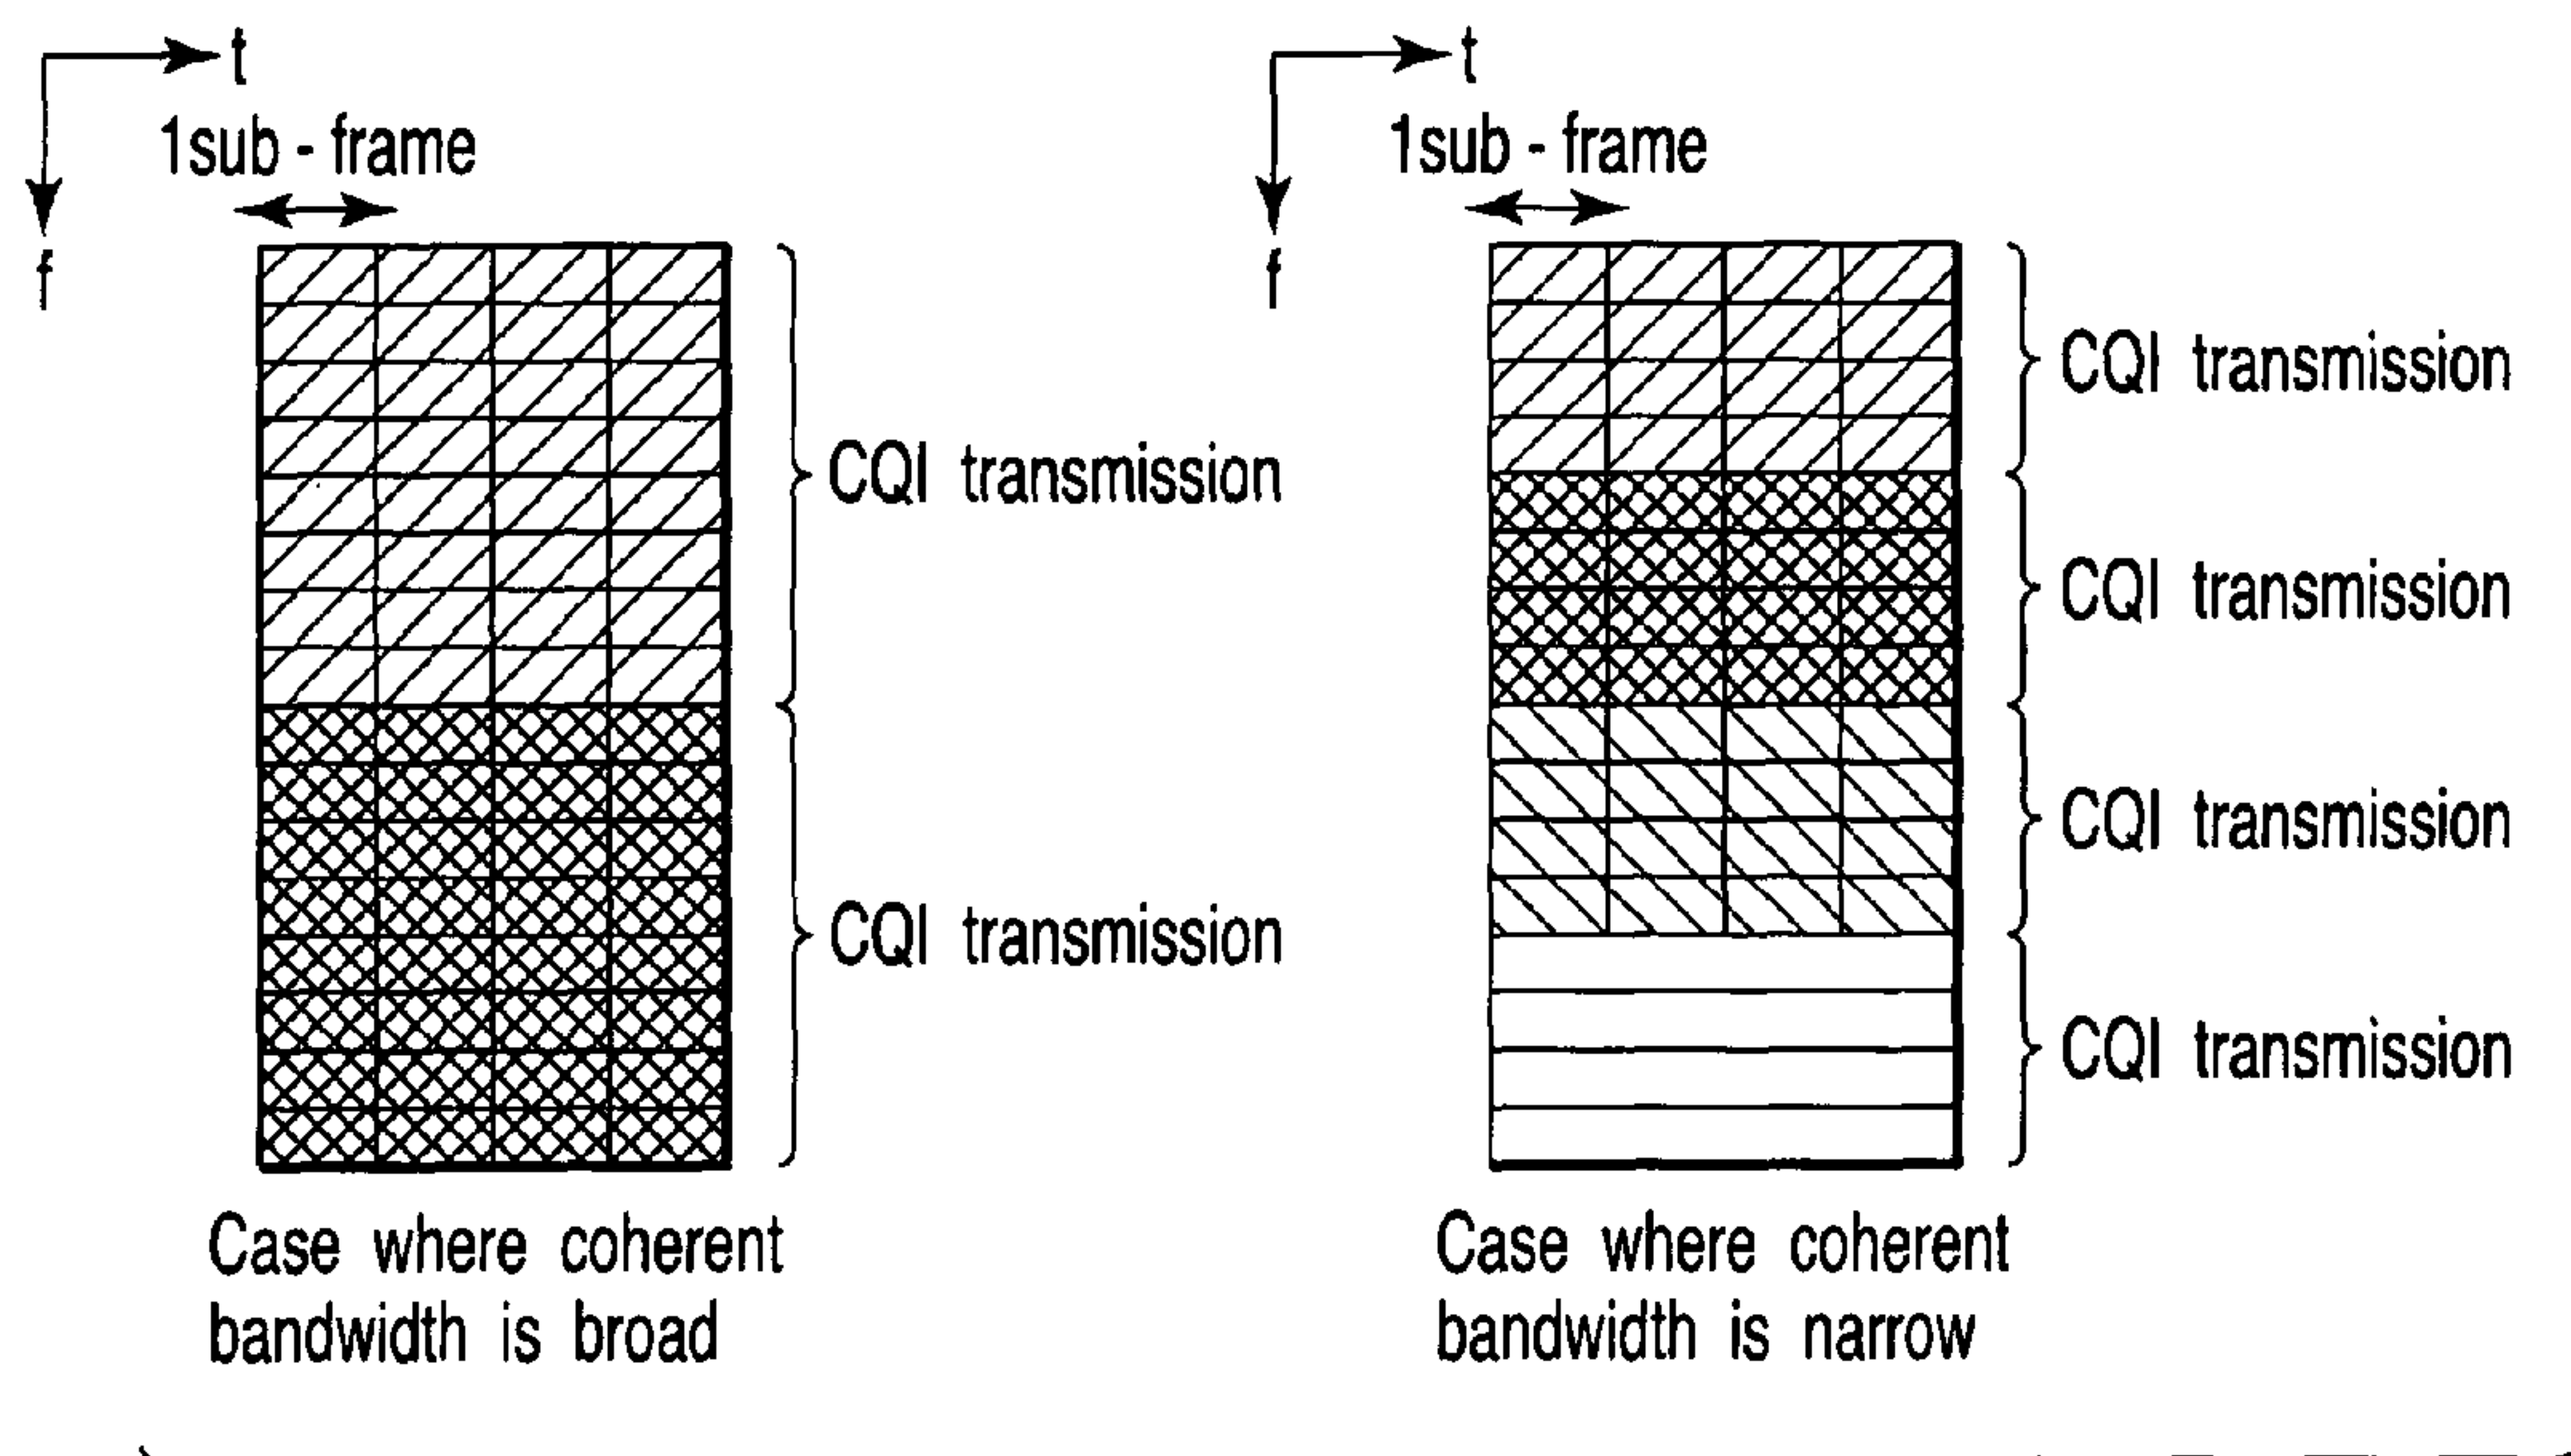 t
1sub - frame
f
CQI transmission
CQI transmission
Case where coherent
bandwidth is broad
t
1sub - frame
f
CQI transmission
CQI transmission
CQI transmission
CQI transmission
Case where coherent
bandwidth is narrow